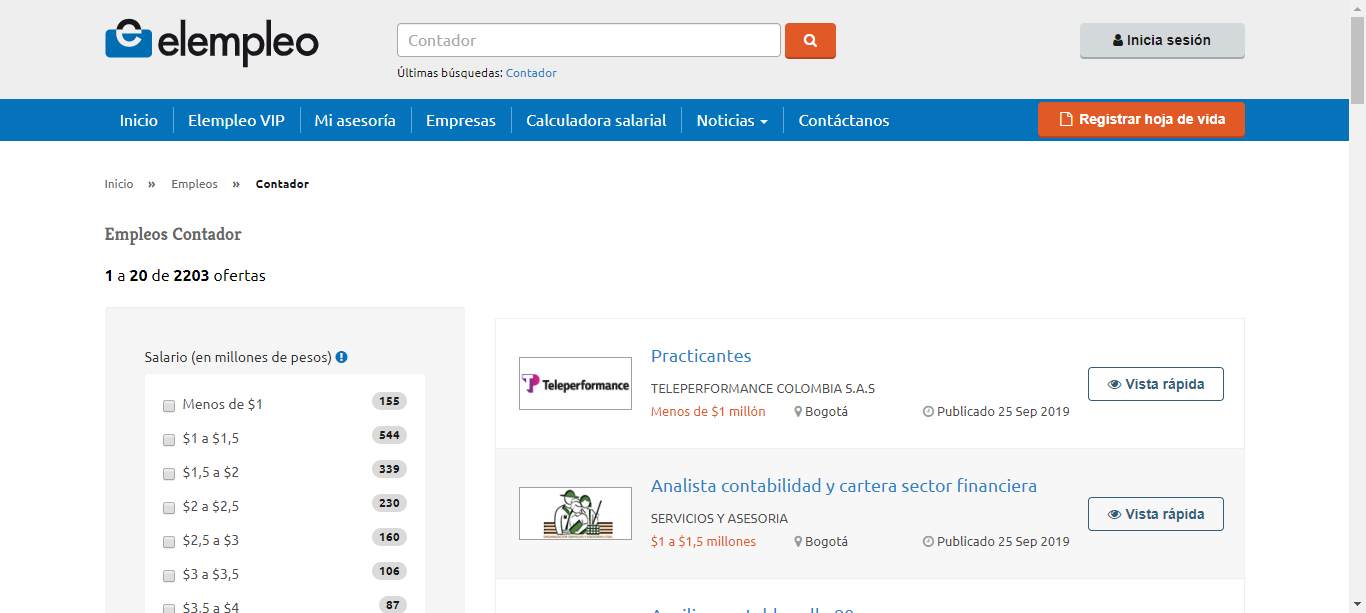 elempleo
Contador
Últimas búsquedas: Contador
Inicia sesión
Inicio Elempleo VIP Mi asesoría Empresas Calculadora salarial Noticias Contáctanos
Registrar hoja de vida
Inicio » Empleos » Contador
Empleos Contador
1 a 20 de 2203 ofertas
Salario (en millones de pesos)
Menos de $1 155
$1 a $1,5 544
$1,5 a $2 339
$2 a $2,5 230
$2,5 a $3 160
$3 a $3,5 106
$3,5 a $4 87
Teleperformance
Practicantes
TELEPERFORMANCE COLOMBIA S.A.S
Menos de $1 millón Bogotá Publicado 25 Sep 2019
Vista rápida
Analista contabilidad y cartera sector financiera
SERVICIOS Y ASESORIA
$1 a $1,5 millones Bogotá Publicado 25 Sep 2019
Vista rápida